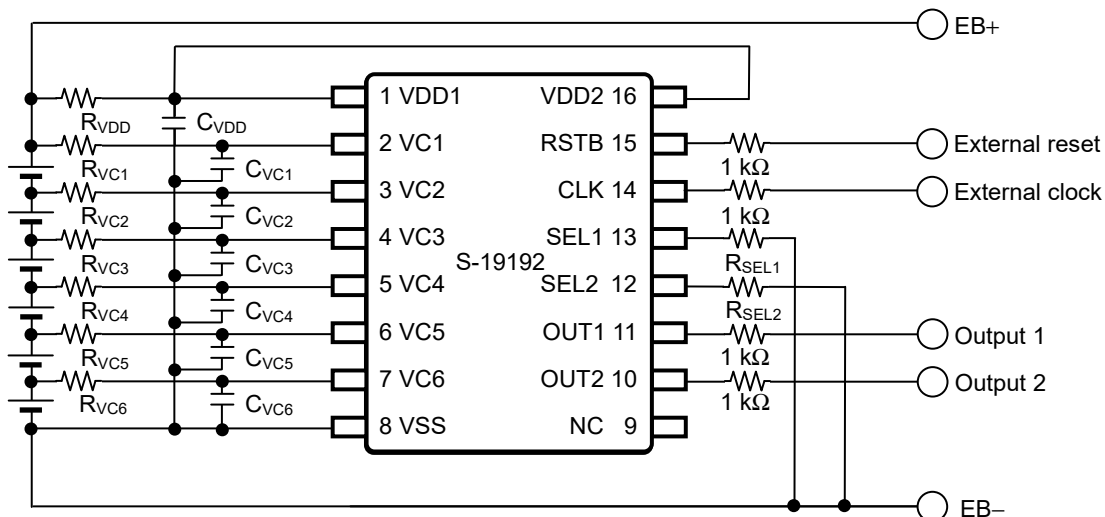 EB+
1 VDD1
VDD2 16
RVDD
CVDD
2 VC1
RSTB 15
External reset
RVC1
CVC1
1 kΩ
3 VC2
CLK 14
External clock
RVC2
CVC2
1 kΩ
4 VC3
SEL1 13
S-19192
RVC3
CVC3
RSEL1
5 VC4
SEL2 12
RVC4
CVC4
RSEL2
6 VC5
OUT1 11
Output 1
RVC5
CVC5
1 kΩ
7 VC6
OUT2 10
Output 2
RVC6
CVC6
1 kΩ
8 VSS
NC 9
EB−